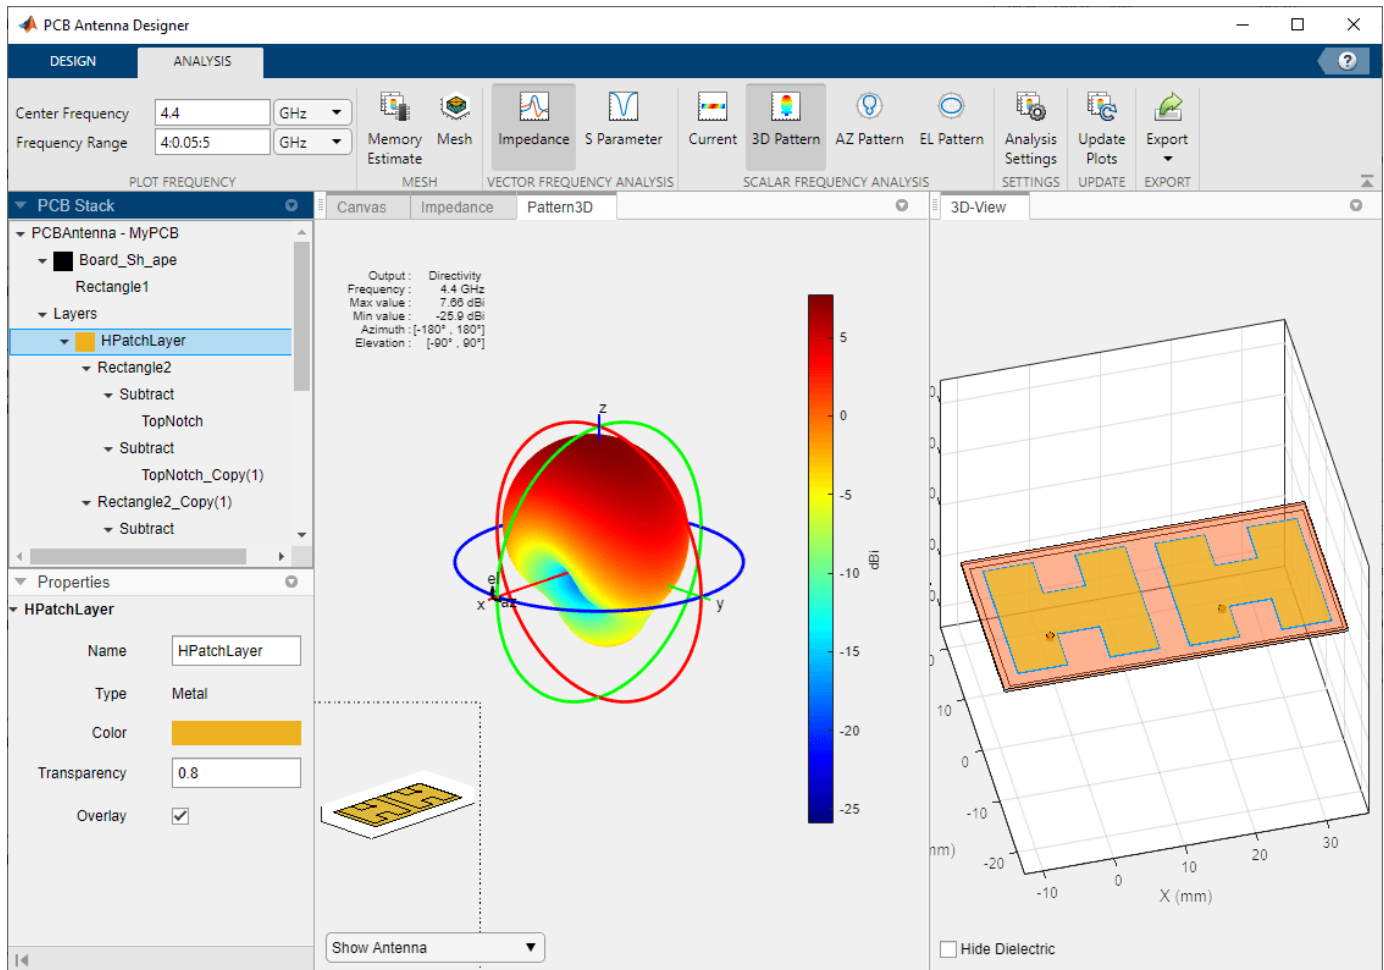 PCB Antenna Designer
DESIGN
ANALYSIS
?
Center Frequency
4.4
GHz
Frequency Range
4:0.05:5
GHz
PLOT FREQUENCY
Memory
Estimate
Mesh
MESH
Impedance
S Parameter
VECTOR FREQUENCY ANALYSIS
Current
3D Pattern
AZ Pattern
EL Pattern
SCALAR FREQUENCY ANALYSIS
Analysis
Settings
SETTINGS
Update
Plots
UPDATE
Export
EXPORT
PCB Stack
PCBAntenna - MyPCB
Board_Sh_ape
Rectangle1
Layers
HPatchLayer
Rectangle2
Subtract
TopNotch
Subtract
TopNotch_Copy(1)
Rectangle2_Copy(1)
Subtract
Properties
HPatchLayer
Name
HPatchLayer
Type
Metal
Color
Transparency
0.8
Overlay
Canvas
Impedance
Pattern3D
Output : Directivity
Frequency : 4.4 GHz
Max value : 7.66 dBi
Min value : -25.9 dBi
Azimuth : [-180° , 180°]
Elevation : [-90° , 90°]
z
el
x
az
y
5
0
-5
-10
-15
-20
-25
dBi
Show Antenna
3D-View
10
0
-10
-20
-10
0
10
20
30
X (mm)
Hide Dielectric